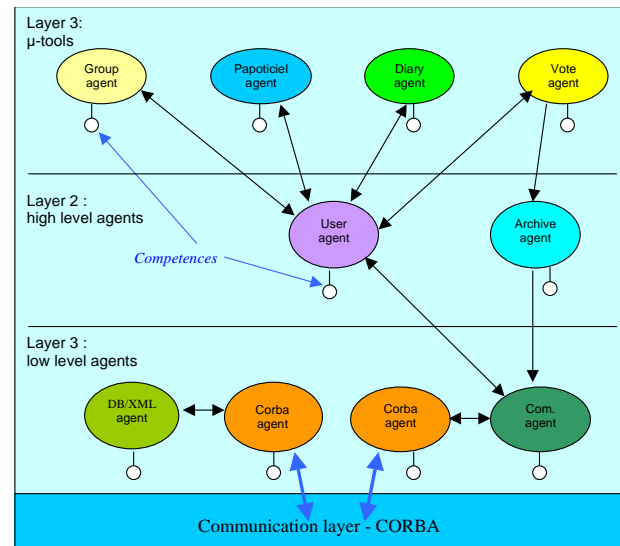 Layer 3:
μ-tools
Group
agent
Papoticiel
agent
Diary
agent
Vote
agent
Layer 2 :
high level agents
User
agent
Archive
agent
Competences
Layer 3 :
low level agents
DB/XML
agent
Corba
agent
Corba
agent
Com.
agent
Communication layer - CORBA